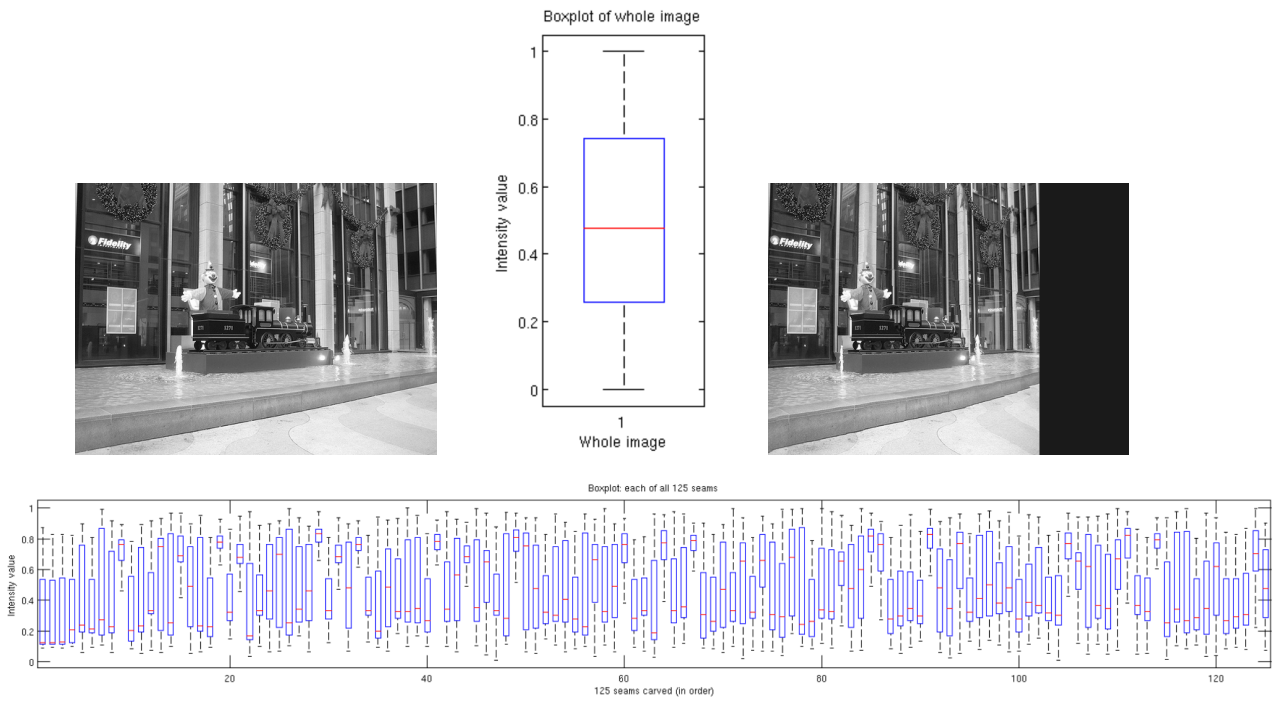 Boxplot of whole image
1
0.8
0.6
0.4
0.2
0
Intensity value
1
Whole image
Fidelity
Fidelity
Boxplot: each of all 125 seams
1
0.8
0.6
0.4
0.2
0
Intensity value
20
40
60
80
100
120
125 seams carved (in order)